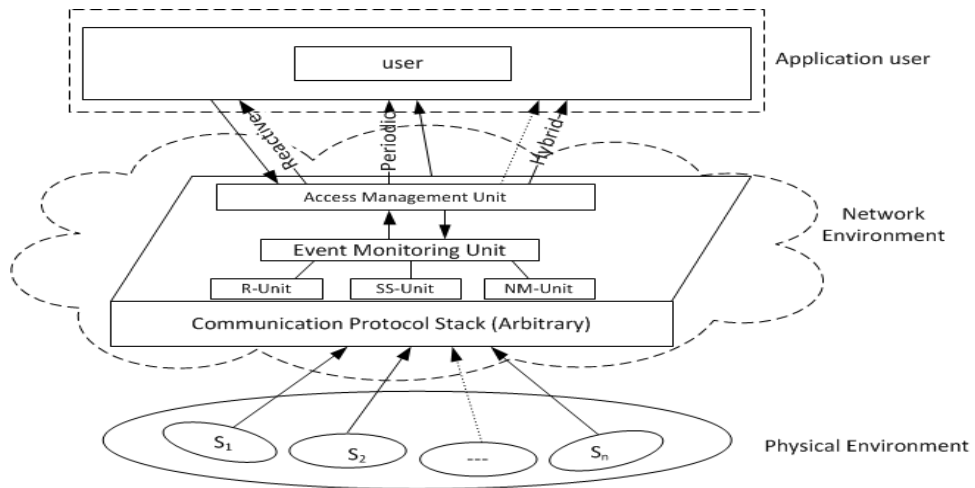 user
Application user
Reactive
Periodic
Hybrid
Access Management Unit
Network
Environment
Event Monitoring Unit
R-Unit
SS-Unit
NM-Unit
Communication Protocol Stack (Arbitrary)
S1
S2
---
Sn
Physical Environment